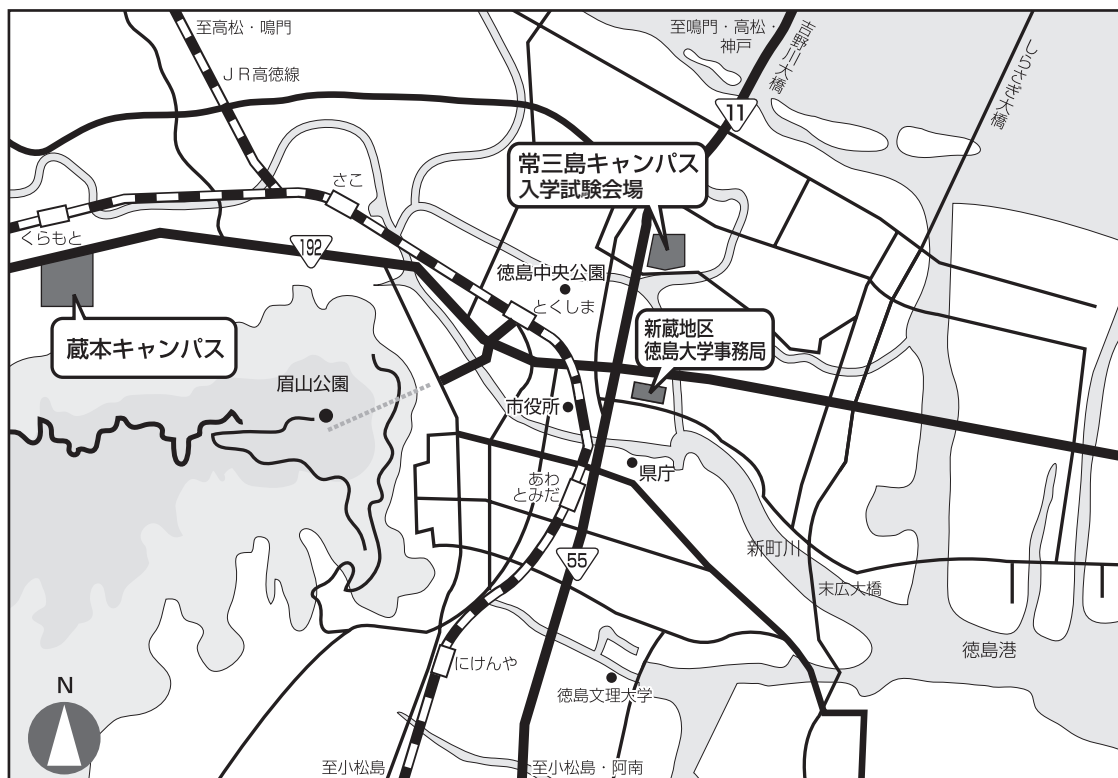 至高松・鳴門
至鳴門・高松・
神戸
吉野川大橋
しらさぎ大橋
JR高徳線
11
常三島キャンパス
入学試験会場
さこ
くらもと
192
徳島中央公園
とくしま
蔵本キャンパス
新蔵地区
徳島大学事務局
眉山公園
市役所
県庁
あわ
とみだ
新町川
55
末広大橋
徳島港
にけんや
徳島文理大学
N
至小松島
至小松島・阿南